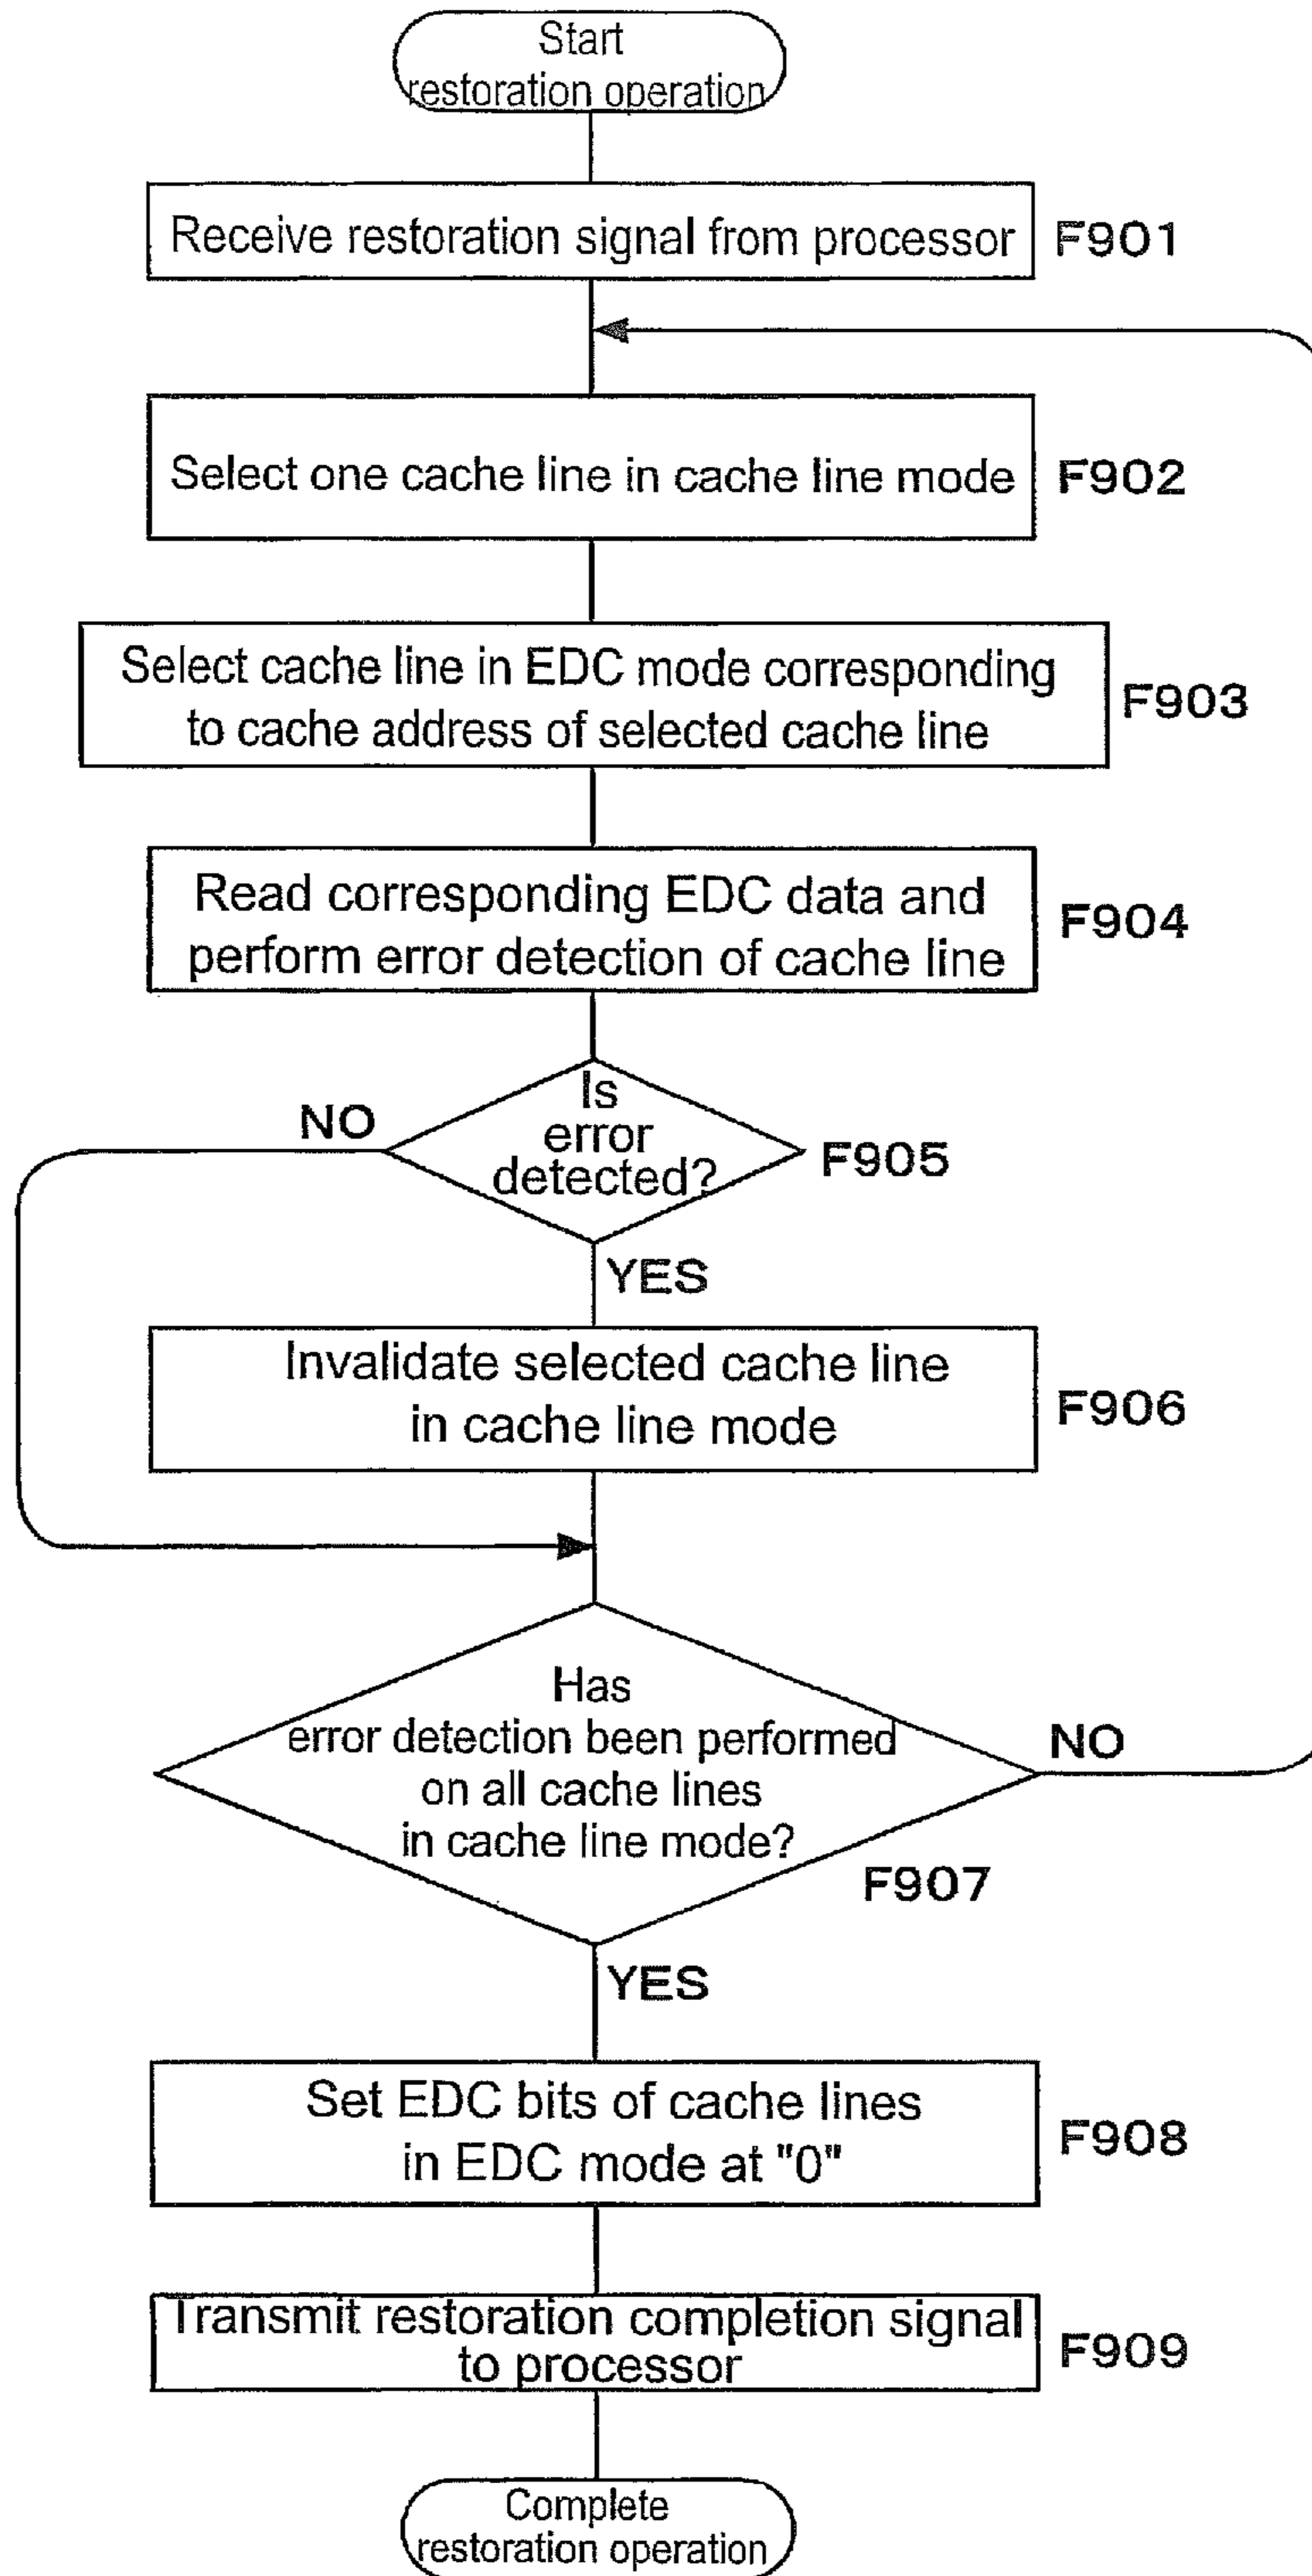 Start
restoration operation
Receive restoration signal from processor
F901
Select one cache line in cache line mode
F902
Select cache line in EDC mode corresponding
to cache address of selected cache line
F903
Read corresponding EDC data and
perform error detection of cache line
F904
Is
error
detected?
F905
NO
YES
Invalidate selected cache line
in cache line mode
F906
Has
error detection been performed
on all cache lines
in cache line mode?
NO
F907
YES
Set EDC bits of cache lines
in EDC mode at "0"
F908
Transmit restoration completion signal
to processor
F909
Complete
restoration operation